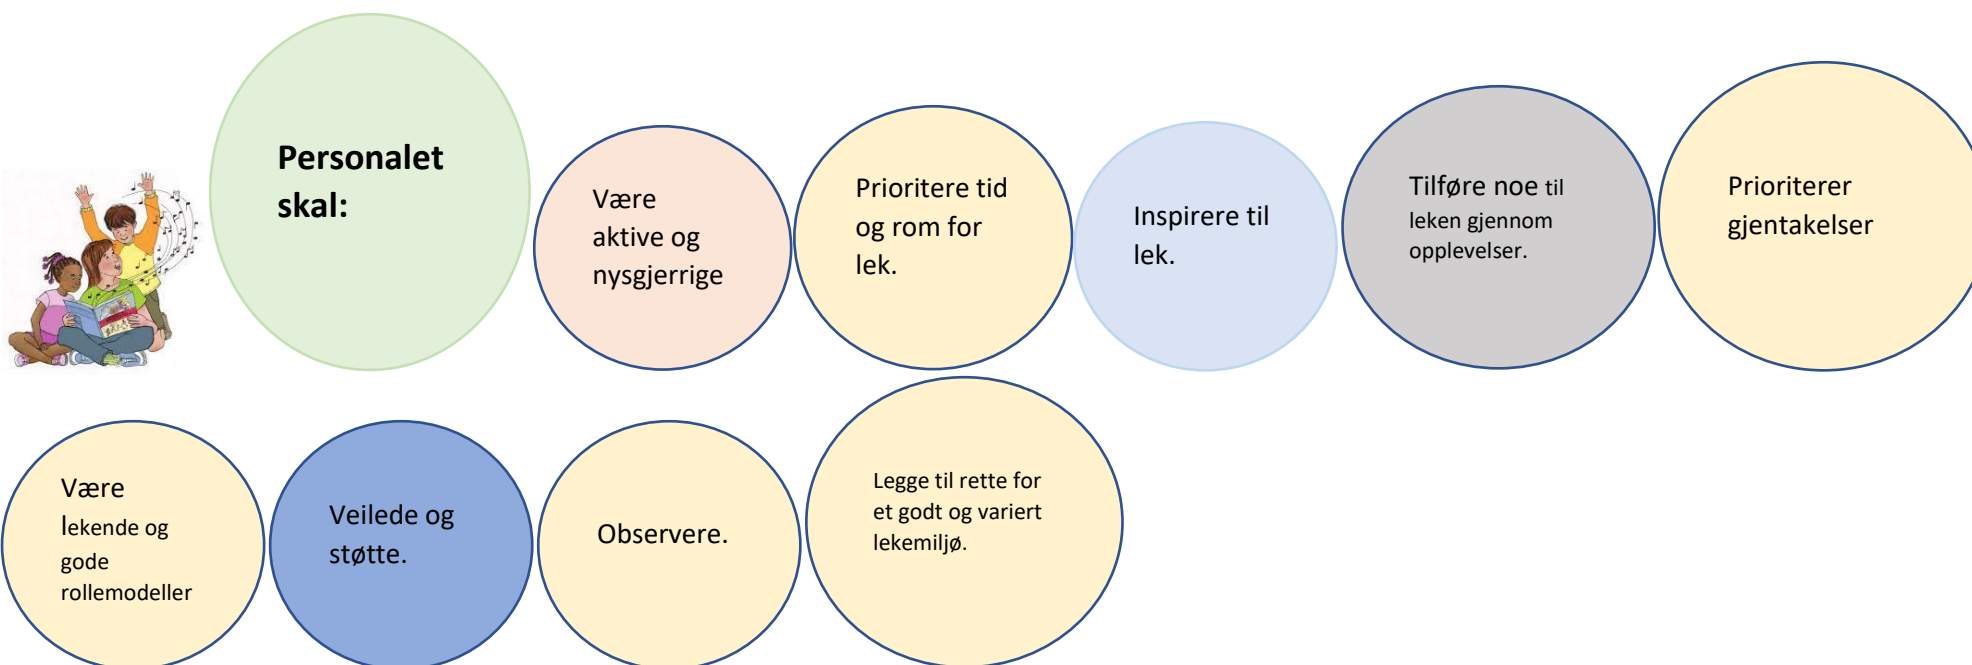 Personalet
skal:
Være
aktive og
nysgjerrige
Prioritere tid
og rom for
lek.
Inspirere til
lek.
Tilføre noe til
leken gjennom
opplevelser.
Prioriterer
gjentakelser
Være
lekende og
gode
rollemodeller
Veilede og
støtte.
Observere.
Legge til rette for
et godt og variert
lekemiljø.